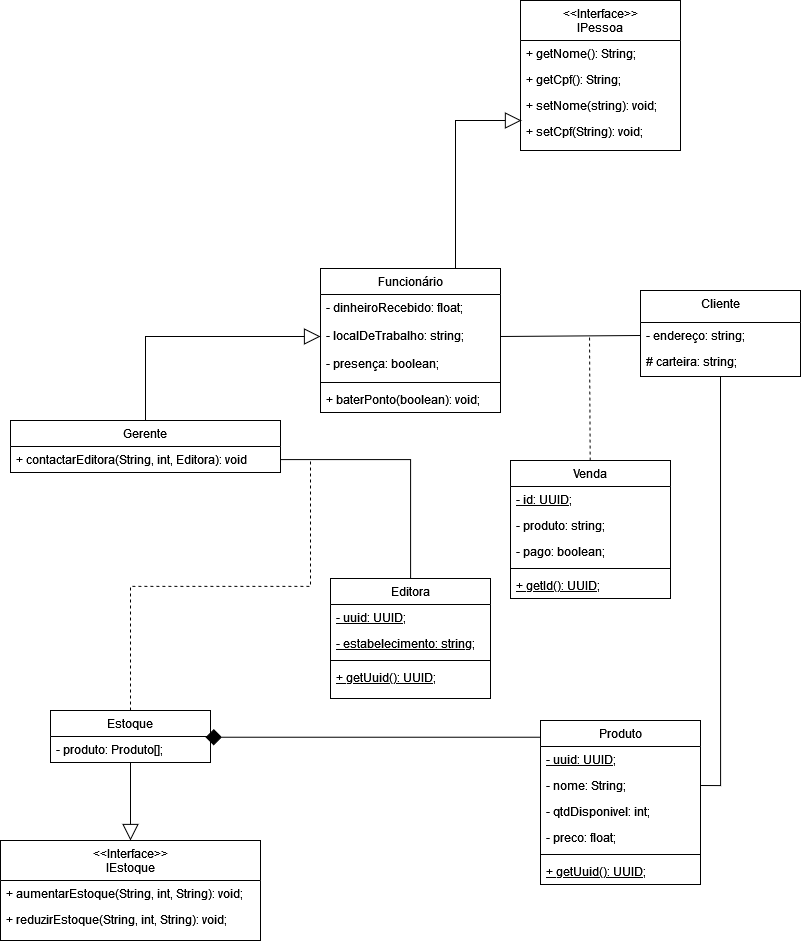 <<Interface>>
IPessoa
+ getNome(): String;
+ getCpf(): String;
+ setNome(string): void;
+ setCpf(String): void;
Funcionário
- dinheiroRecebido: float;
- localDeTrabalho: string;
- presença: boolean;
+ baterPonto(boolean): void;
Cliente
- endereço: string;
# carteira: string;
Gerente
+ contactarEditora(String, int, Editora): void
Venda
- id: UUID;
- produto: string;
- pago: boolean;
+ getId(): UUID;
Editora
- uuid: UUID;
- estabelecimento: string;
+ getUuid(): UUID;
Estoque
- produto: Produto[];
Produto
- uuid: UUID;
- nome: String;
- qtdDisponivel: int;
- preco: float;
+ getUuid(): UUID;
<<Interface>>
IEstoque
+ aumentarEstoque(String, int, String): void;
+ reduzirEstoque(String, int, String): void;